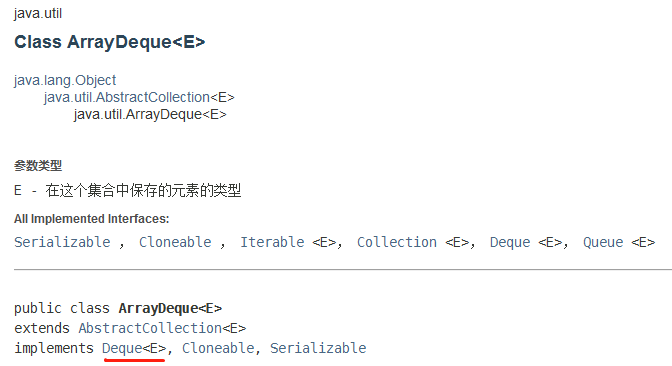 java.util
Class ArrayDeque<E>
java.lang.Object
java.util.AbstractCollection<E>
java.util.ArrayDeque<E>
参数类型
E - 在这个集合中保存的元素的类型
All Implemented Interfaces:
Serializable , Cloneable , Iterable <E>, Collection <E>, Deque <E>, Queue <E>
public class ArrayDeque<E>
extends AbstractCollection<E>
implements Deque<E>, Cloneable, Serializable